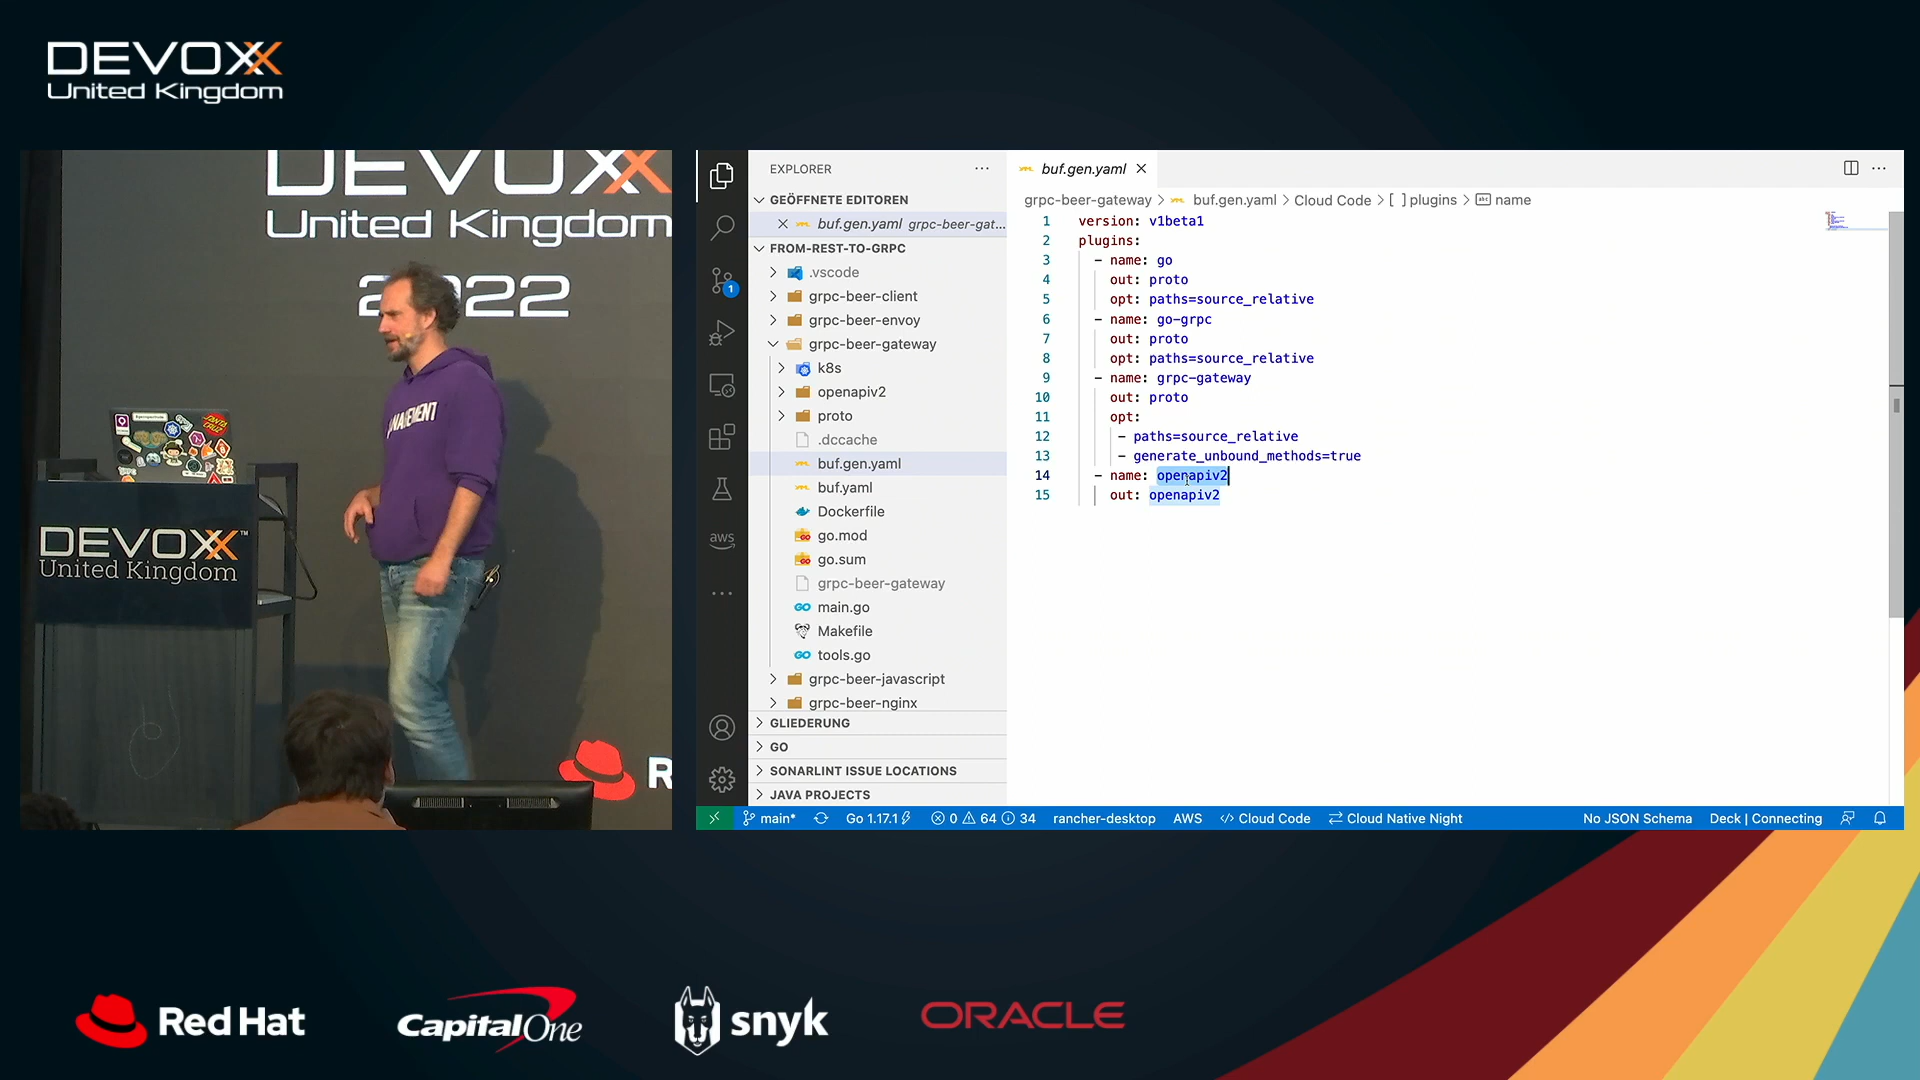 DEVOXX
United Kingdom
DEVOXX
United Kingdom
2022
DEVOXX™
United Kingdom
EXPLORER
GEÖFFNETE EDITOREN
buf.gen.yaml grpc-beer-gat...
FROM-REST-TO-GRPC
.vscode
grpc-beer-client
grpc-beer-envoy
grpc-beer-gateway
k8s
openapiv2
proto
.dccache
buf.gen.yaml
buf.yaml
Dockerfile
go.mod
go.sum
grpc-beer-gateway
main.go
Makefile
tools.go
grpc-beer-javascript
grpc-beer-nginx
GLIEDERUNG
GO
SONARLINT ISSUE LOCATIONS
JAVA PROJECTS
1
aws
buf.gen.yaml
grpc-beer-gateway > buf.gen.yaml > Cloud Code > [ ] plugins > abc name
1 version: v1beta1
2 plugins:
3 - name: go
4 out: proto
5 opt: paths=source_relative
6 - name: go-grpc
7 out: proto
8 opt: paths=source_relative
9 - name: grpc-gateway
10 out: proto
11 opt:
12 - paths=source_relative
13 - generate_unbound_methods=true
14 - name: openapiv2
15 out: openapiv2
main* Go 1.17.1 0 64 34 rancher-desktop AWS Cloud Code Cloud Native Night No JSON Schema Deck | Connecting
Red Hat
CapitalOne
snyk
ORACLE